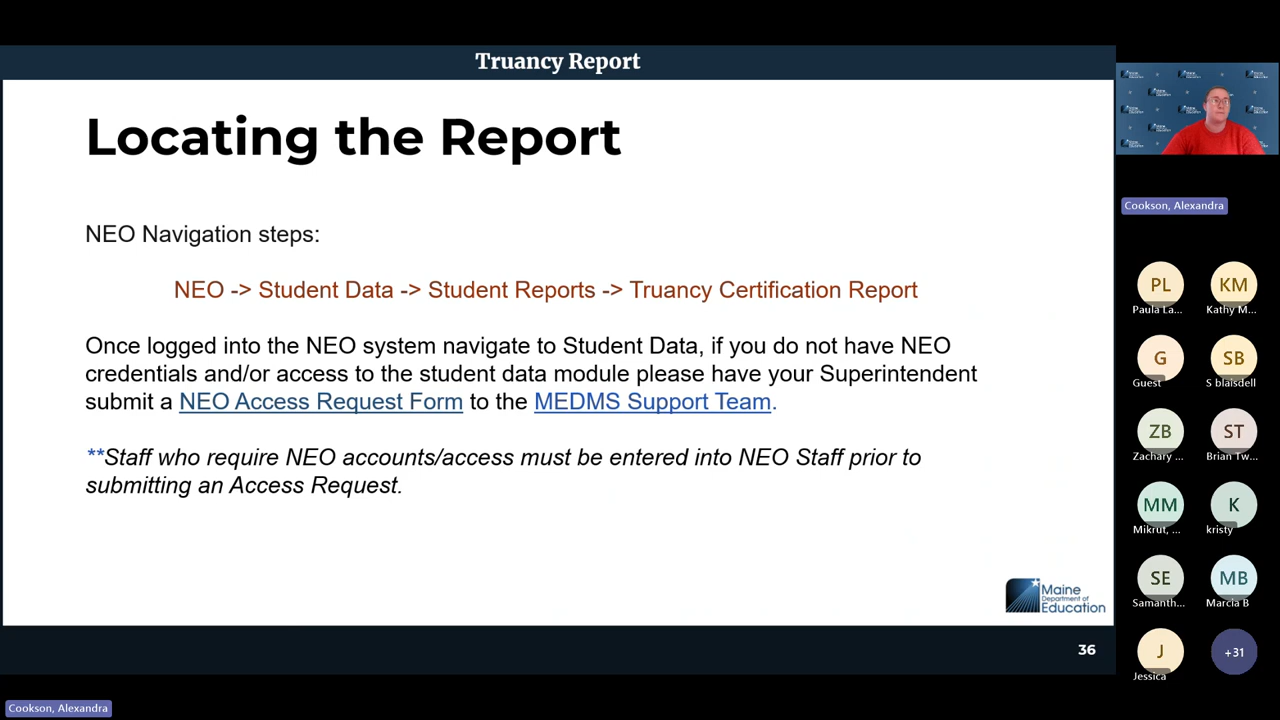 Truancy Report
Locating the Report
NEO Navigation steps:
NEO -> Student Data -> Student Reports -> Truancy Certification Report
Once logged into the NEO system navigate to Student Data, if you do not have NEO
credentials and/or access to the student data module please have your Superintendent
submit a NEO Access Request Form to the MEDMS Support Team.
**Staff who require NEO accounts/access must be entered into NEO Staff prior to
submitting an Access Request.
Maine
Department of
Education
36
Cookson, Alexandra
PL
Paula La...
KM
Kathy M...
G
Guest
SB
S blaisdell
ZB
Zachary ...
ST
Brian Tw...
MM
Mikrut, ...
K
kristy
SE
Samanth...
MB
Marcia B
J
Jessica
+31
Cookson, Alexandra